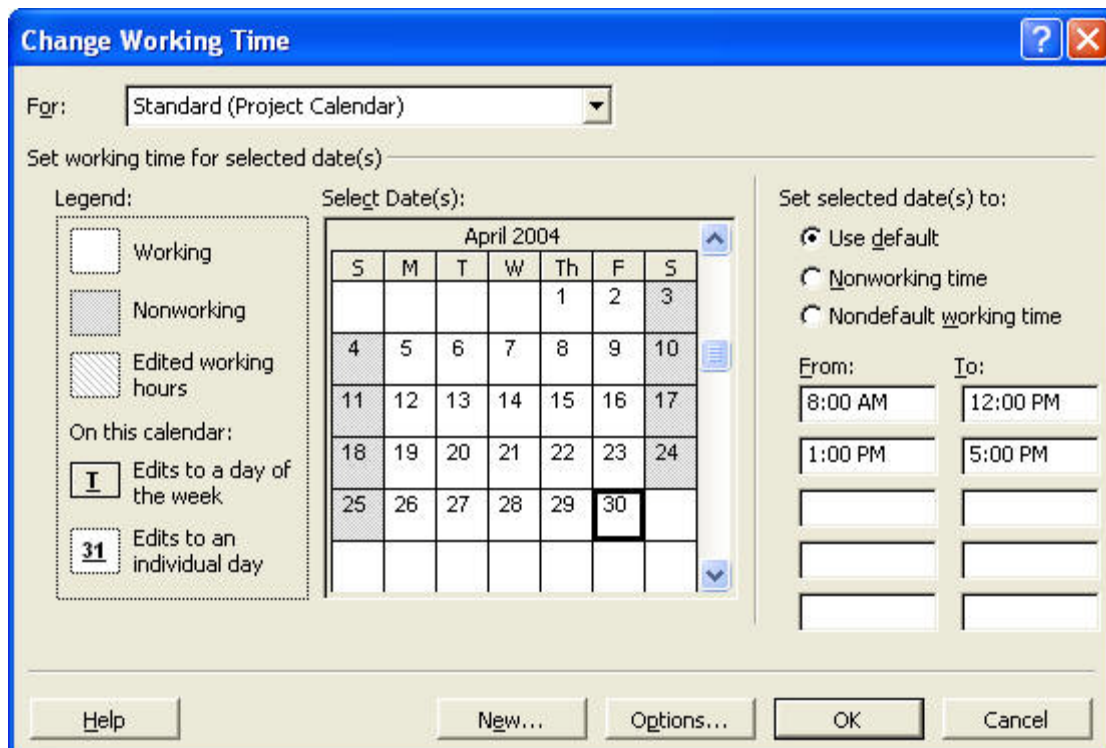 Change Working Time
For: Standard (Project Calendar)
Set working time for selected date(s)
Legend:
Working
Nonworking
Edited working
hours
On this calendar:
T Edits to a day of
the week
31 Edits to an
individual day
Select Date(s):
April 2004
S M T W Th F S
1 2 3
4 5 6 7 8 9 10
11 12 13 14 15 16 17
18 19 20 21 22 23 24
25 26 27 28 29 30
Set selected date(s) to:
Use default
Nonworking time
Nondefault working time
From: To:
8:00 AM 12:00 PM
1:00 PM 5:00 PM
Help New... Options... OK Cancel